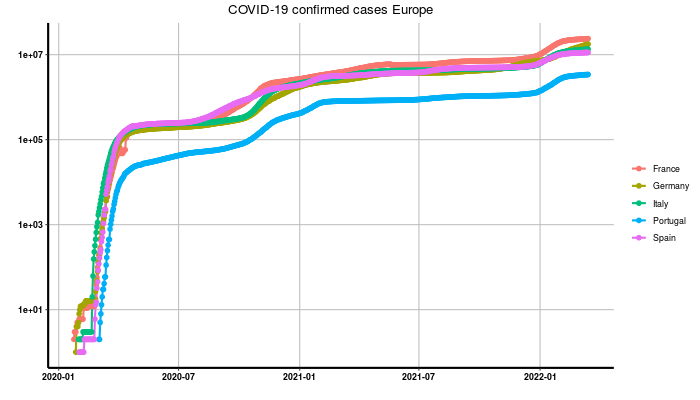 COVID-19 confirmed cases Europe
1e+07
1e+05
1e+03
1e+01
2020-01
2020-07
2021-01
2021-07
2022-01
France
Germany
Italy
Portugal
Spain